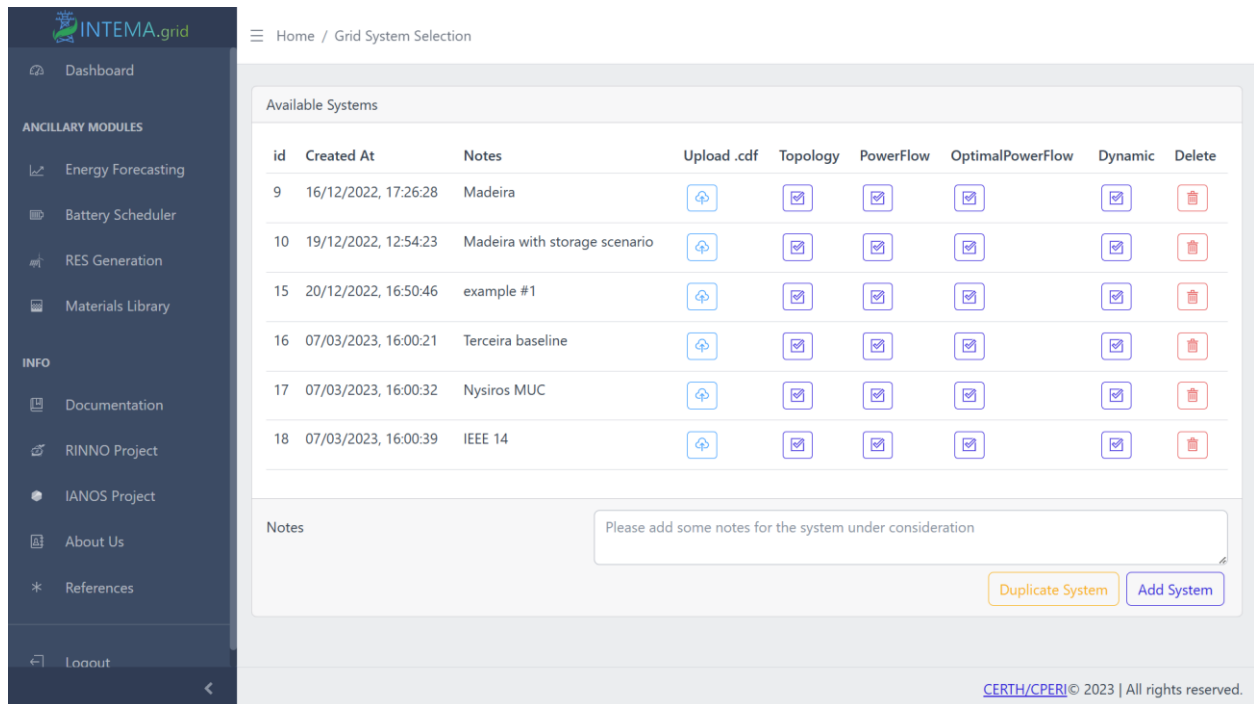 INTEMA.grid
Home / Grid System Selection
Dashboard
ANCILLARY MODULES
Energy Forecasting
Battery Scheduler
RES Generation
Materials Library
INFO
Documentation
RINNO Project
IANOS Project
About Us
References
Logout
Available Systems
id Created At Notes Upload .cdf Topology PowerFlow OptimalPowerFlow Dynamic Delete
9 16/12/2022, 17:26:28 Madeira
10 19/12/2022, 12:54:23 Madeira with storage scenario
15 20/12/2022, 16:50:46 example #1
16 07/03/2023, 16:00:21 Terceira baseline
17 07/03/2023, 16:00:32 Nysiros MUC
18 07/03/2023, 16:00:39 IEEE 14
Notes Please add some notes for the system under consideration
Duplicate System Add System
CERTH/CPERI© 2023 | All rights reserved.